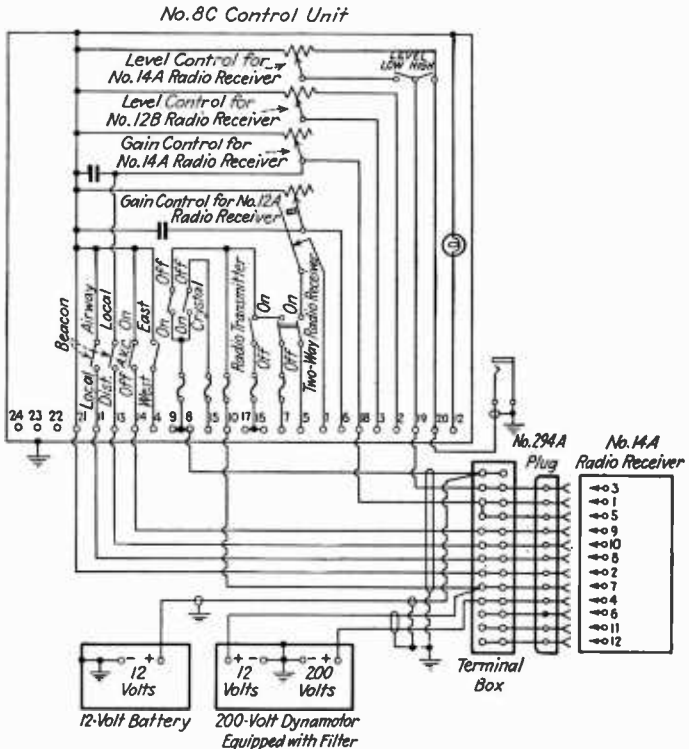 No.8C Control Unit
Level Control for
No.14A Radio Receiver
LEVEL
LOW HIGH
Level Control for
No.12B Radio Receiver
Gain Control for
No.14A Radio Receiver
Gain Control for No.12A
Radio Receiver
Beacon
Airway
Local
Local
Dist.
On
A.V.C.
Off
East
West
Off
On
Off
On
Crystal
Radio Transmitter
On
Off
On
Off
Two-Way Radio Receiver
24 23 22 21 11 13 14 4 9 8 15 10 17 16 7 5 1 6 18 3 2 19 20 12
No.294A
Plug
No.14A
Radio Receiver
3
1
5
9
10
8
2
7
4
6
11
12
Terminal
Box
- +
12
Volts
12-Volt Battery
+ - - +
12
Volts
200
Volts
200-Volt Dynamotor
Equipped with Filter